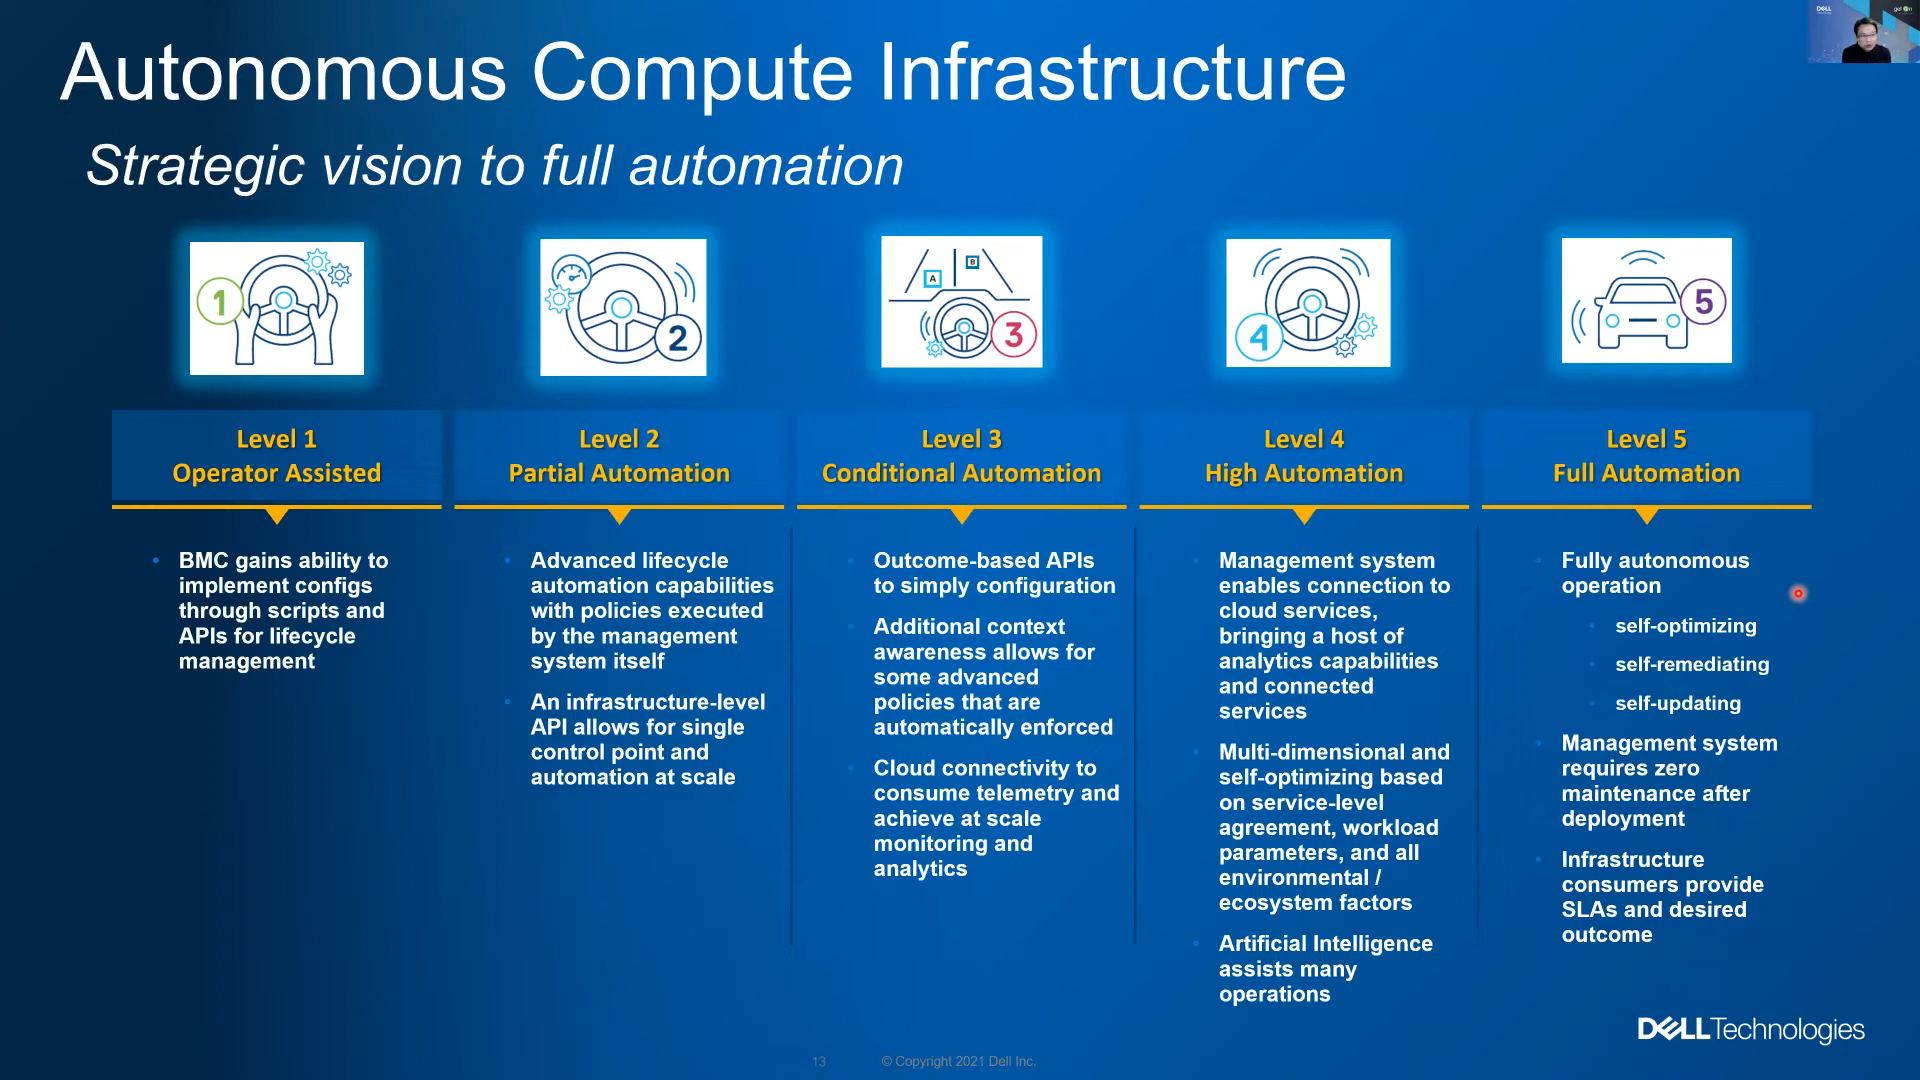 Autonomous Compute Infrastructure
Strategic vision to full automation
DELL
1
2
A
B
3
4
5
Level 1
Operator Assisted
Level 2
Partial Automation
Level 3
Conditional Automation
Level 4
High Automation
Level 5
Full Automation
BMC gains ability to
implement configs
through scripts and
APIs for lifecycle
management
Advanced lifecycle
automation capabilities
with policies executed
by the management
system itself
An infrastructure-level
API allows for single
control point and
automation at scale
Outcome-based APIs
to simply configuration
Additional context
awareness allows for
some advanced
policies that are
automatically enforced
Cloud connectivity to
consume telemetry and
achieve at scale
monitoring and
analytics
Management system
enables connection to
cloud services,
bringing a host of
analytics capabilities
and connected
services
Multi-dimensional and
self-optimizing based
on service-level
agreement, workload
parameters, and all
environmental /
ecosystem factors
Artificial Intelligence
assists many
operations
Fully autonomous
operation
self-optimizing
self-remediating
self-updating
Management system
requires zero
maintenance after
deployment
Infrastructure
consumers provide
SLAs and desired
outcome
DELLTechnologies
13
© Copyright 2021 Dell Inc.